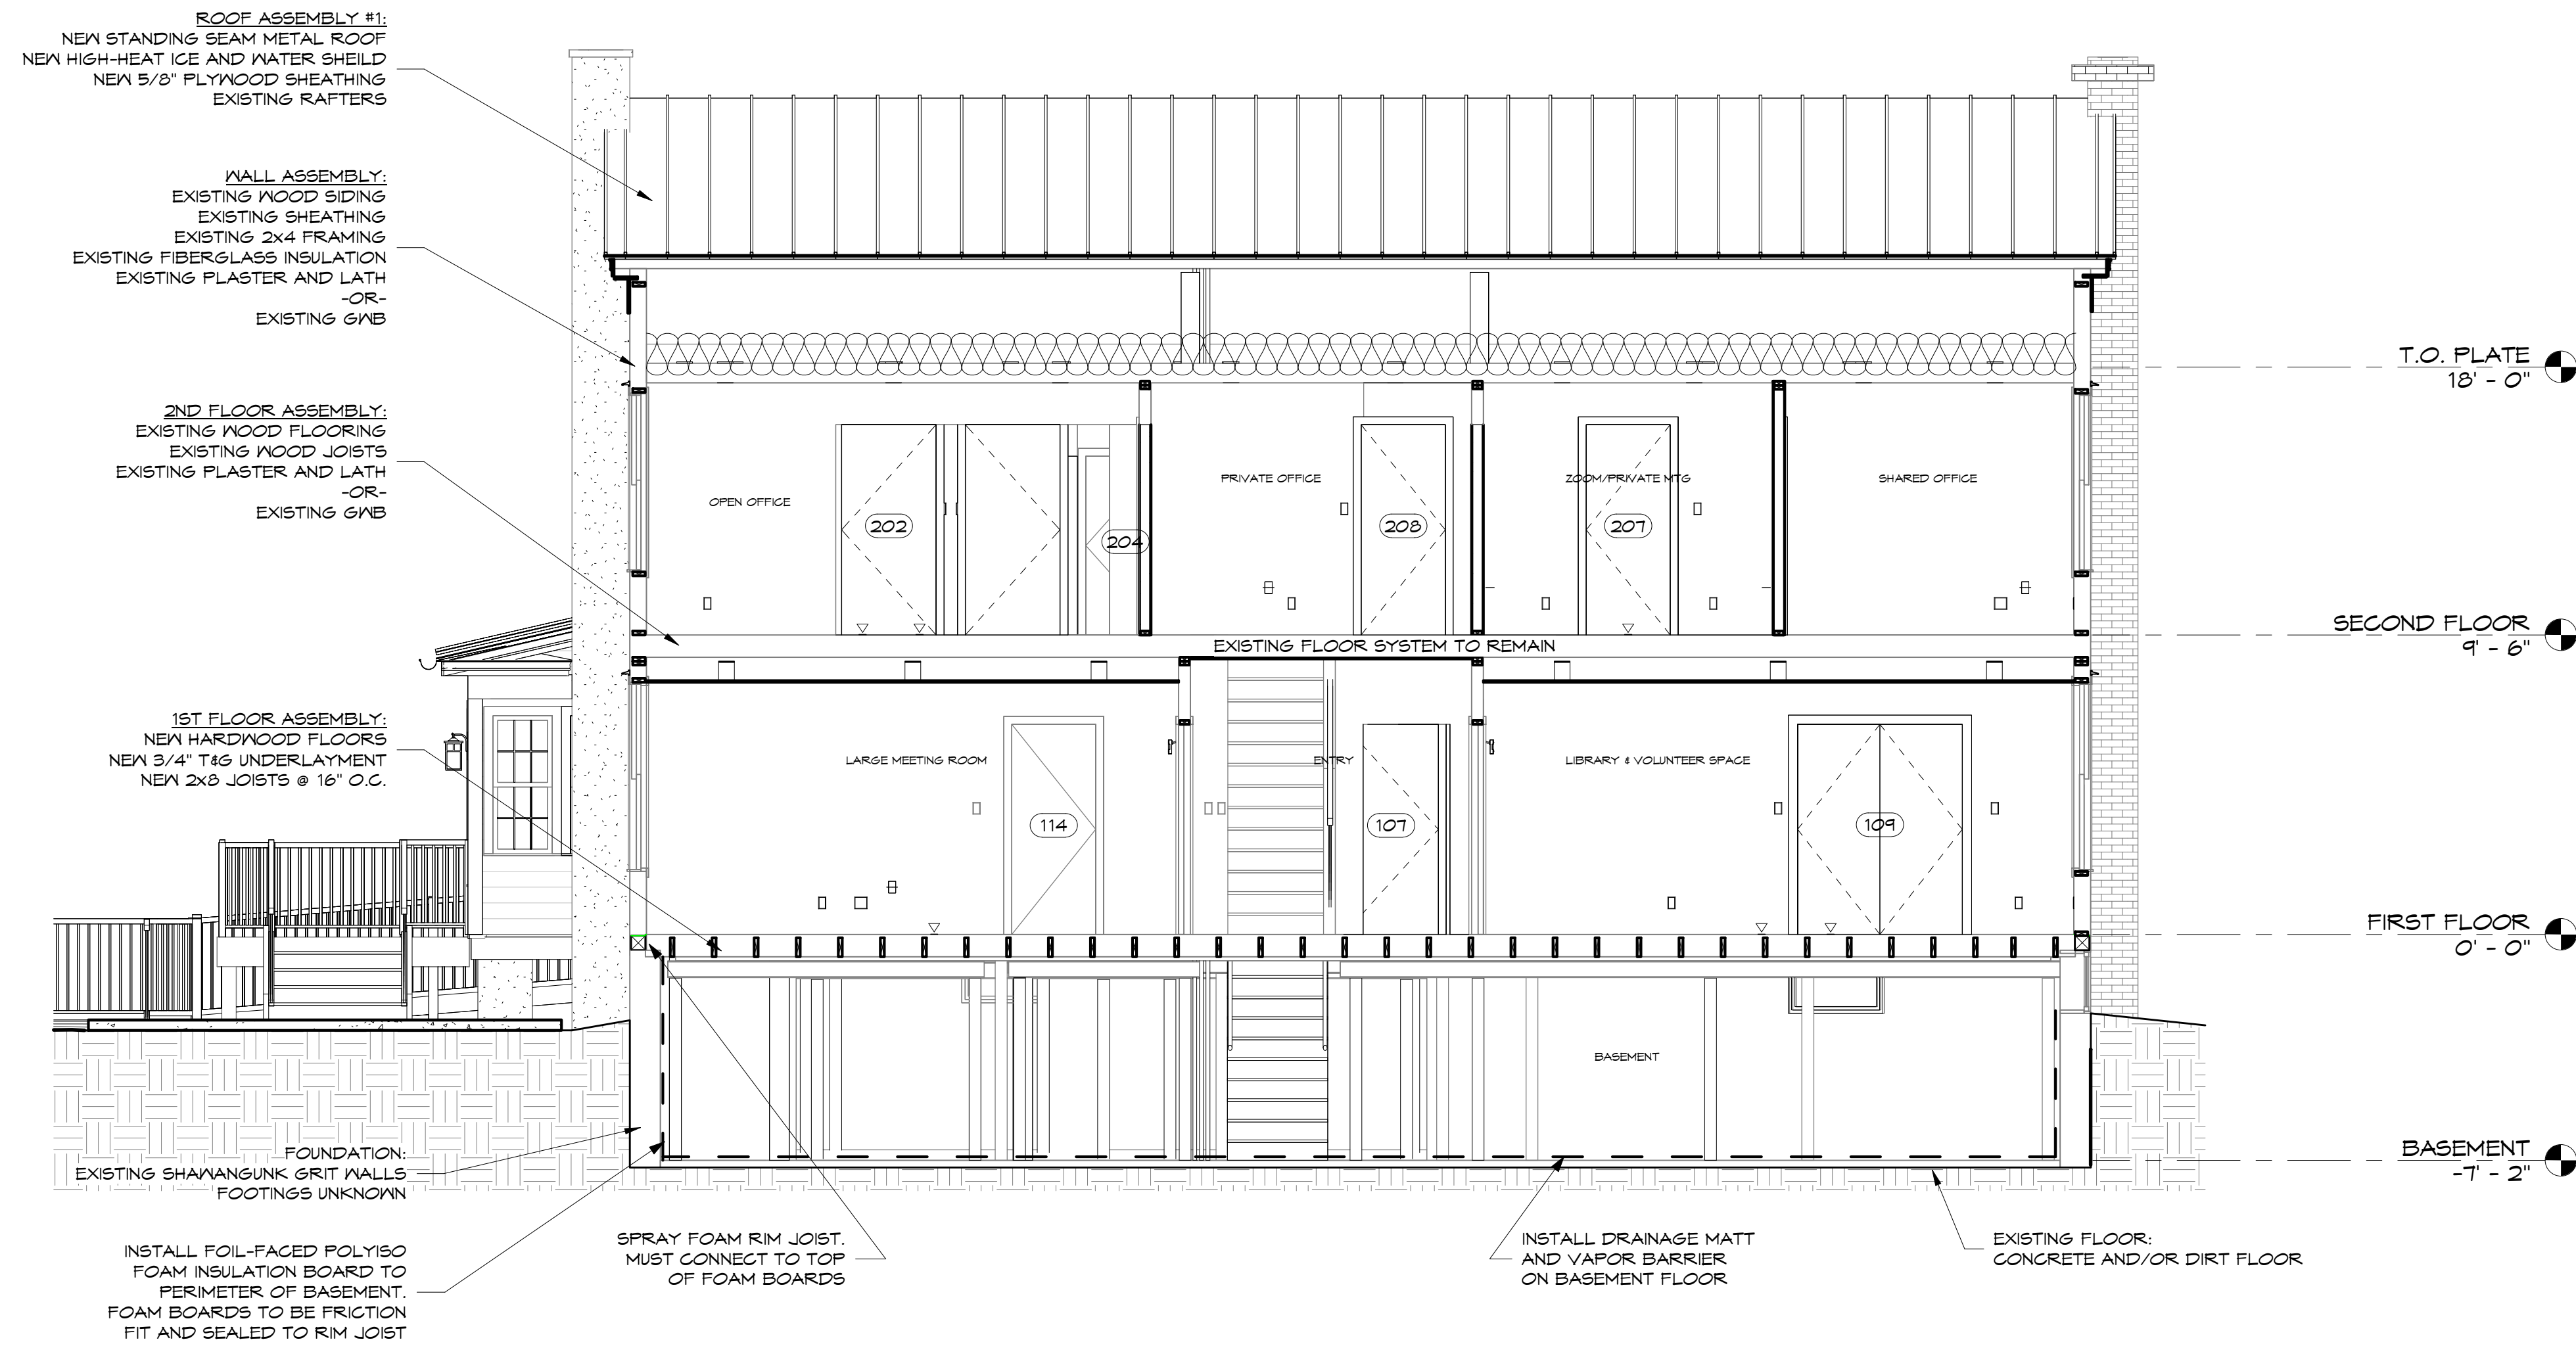 ROOF ASSEMBLY #1:
NEW STANDING SEAM METAL ROOF
NEW HIGH-HEAT ICE AND WATER SHEILD
NEW 5/8" PLYWOOD SHEATHING
EXISTING RAFTERS
WALL ASSEMBLY:
EXISTING WOOD SIDING
EXISTING SHEATHING
EXISTING 2x4 FRAMING
EXISTING FIBERGLASS INSULATION
EXISTING PLASTER AND LATH
-OR-
EXISTING GWB
2ND FLOOR ASSEMBLY:
EXISTING WOOD FLOORING
EXISTING WOOD JOISTS
EXISTING PLASTER AND LATH
-OR-
EXISTING GWB
1ST FLOOR ASSEMBLY:
NEW HARDWOOD FLOORS
NEW 3/4" T&G UNDERLAYMENT
NEW 2x8 JOISTS @ 16" O.C.
FOUNDATION:
EXISTING SHAWANGUNK GRIT WALLS
FOOTINGS UNKNOWN
INSTALL FOIL-FACED POLYISO
FOAM INSULATION BOARD TO
PERIMETER OF BASEMENT.
FOAM BOARDS TO BE FRICTION
FIT AND SEALED TO RIM JOIST
OPEN OFFICE
202
204
PRIVATE OFFICE
208
ZOOM/PRIVATE MTG
207
SHARED OFFICE
EXISTING FLOOR SYSTEM TO REMAIN
LARGE MEETING ROOM
114
ENTRY
107
LIBRARY & VOLUNTEER SPACE
109
BASEMENT
SPRAY FOAM RIM JOIST.
MUST CONNECT TO TOP
OF FOAM BOARDS
INSTALL DRAINAGE MATT
AND VAPOR BARRIER
ON BASEMENT FLOOR
EXISTING FLOOR:
CONCRETE AND/OR DIRT FLOOR
T.O. PLATE
18' - 0"
SECOND FLOOR
9' - 6"
FIRST FLOOR
0' - 0"
BASEMENT
-7' - 2"